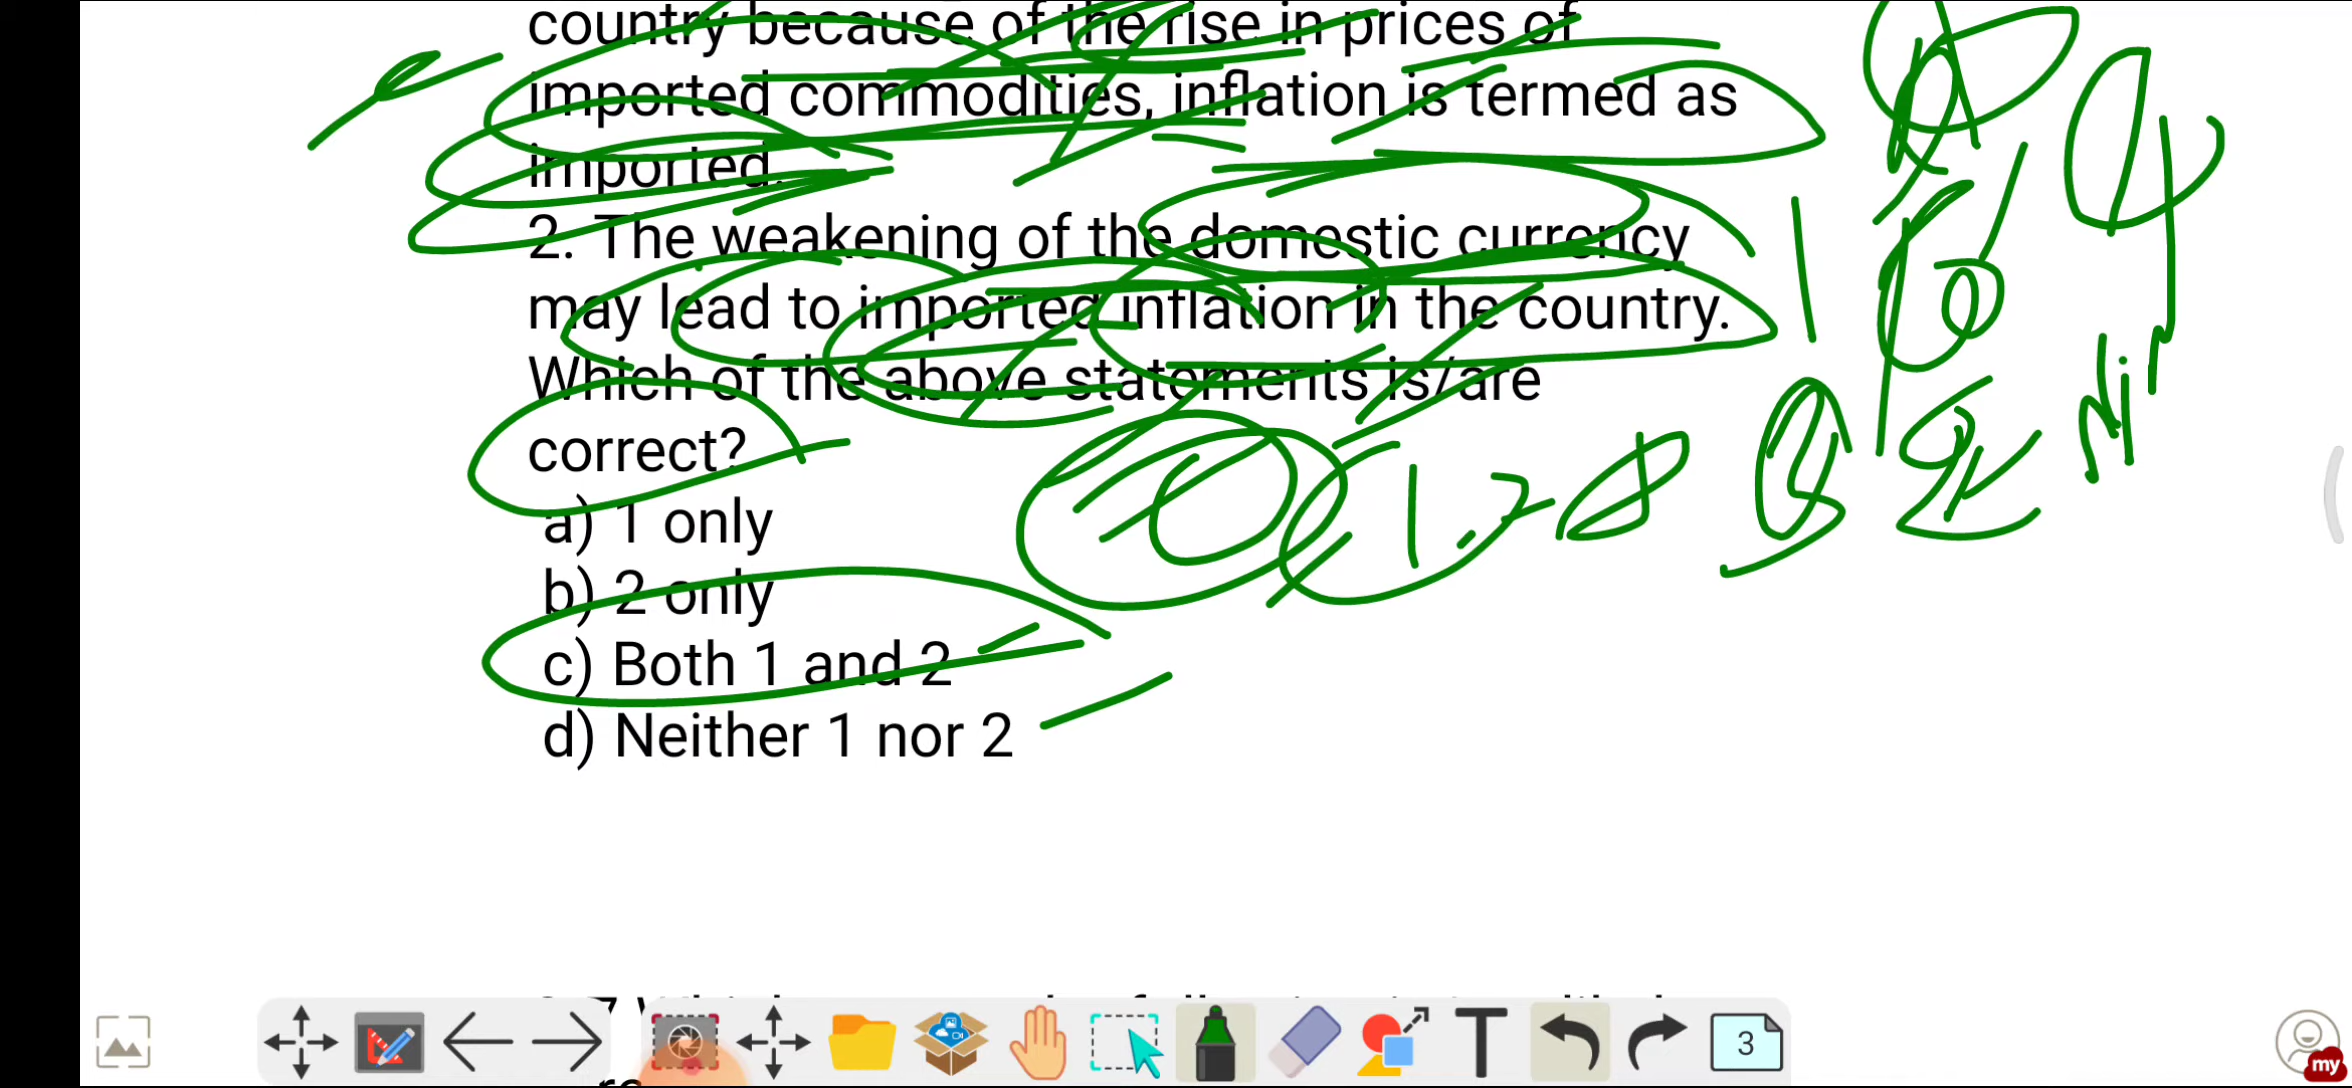 country because of the rise in prices of
imported commodities, inflation is termed as
imported.
2. The weakening of the domestic currency
may lead to imported inflation in the country.
Which of the above statements is/are
correct?
a) 1 only
b) 2 only
c) Both 1 and 2
d) Neither 1 nor 2
T
3
my